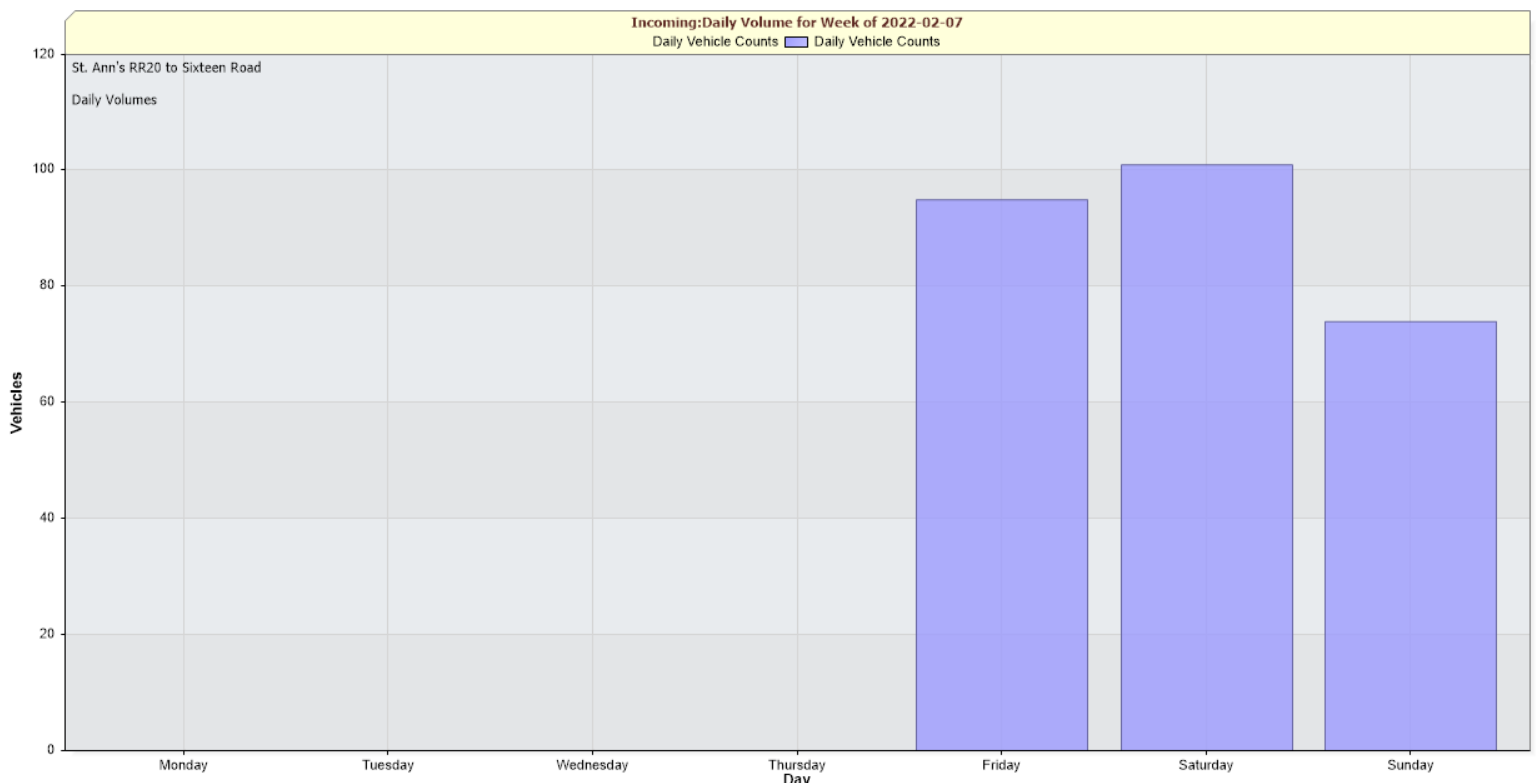 Incoming:Daily Volume for Week of 2022-02-07
Daily Vehicle Counts Daily Vehicle Counts
St. Ann's RR20 to Sixteen Road
Daily Volumes
120
100
80
60
40
20
0
Vehicles
Monday Tuesday Wednesday Thursday Friday Saturday Sunday
Day